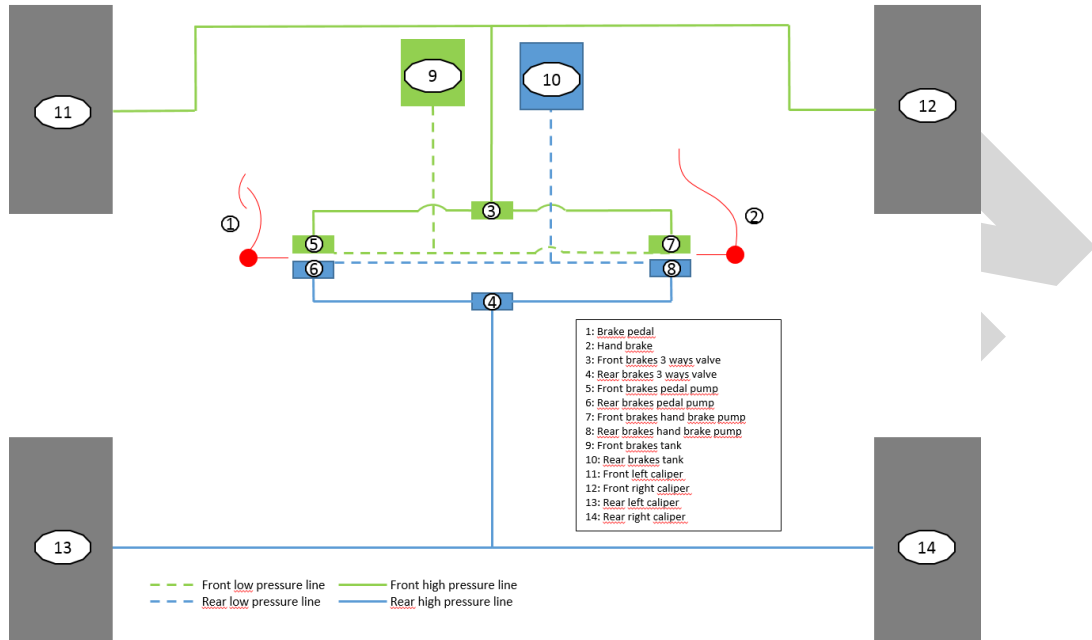 9
10
11
12
1
2
3
5
7
6
8
4
1: Brake pedal
2: Hand brake
3: Front brakes 3 ways valve
4: Rear brakes 3 ways valve
5: Front brakes pedal pump
6: Rear brakes pedal pump
7: Front brakes hand brake pump
8: Rear brakes hand brake pump
9: Front brakes tank
10: Rear brakes tank
11: Front left caliper
12: Front right caliper
13: Rear left caliper
14: Rear right caliper
13
14
Front low pressure line
Front high pressure line
Rear low pressure line
Rear high pressure line